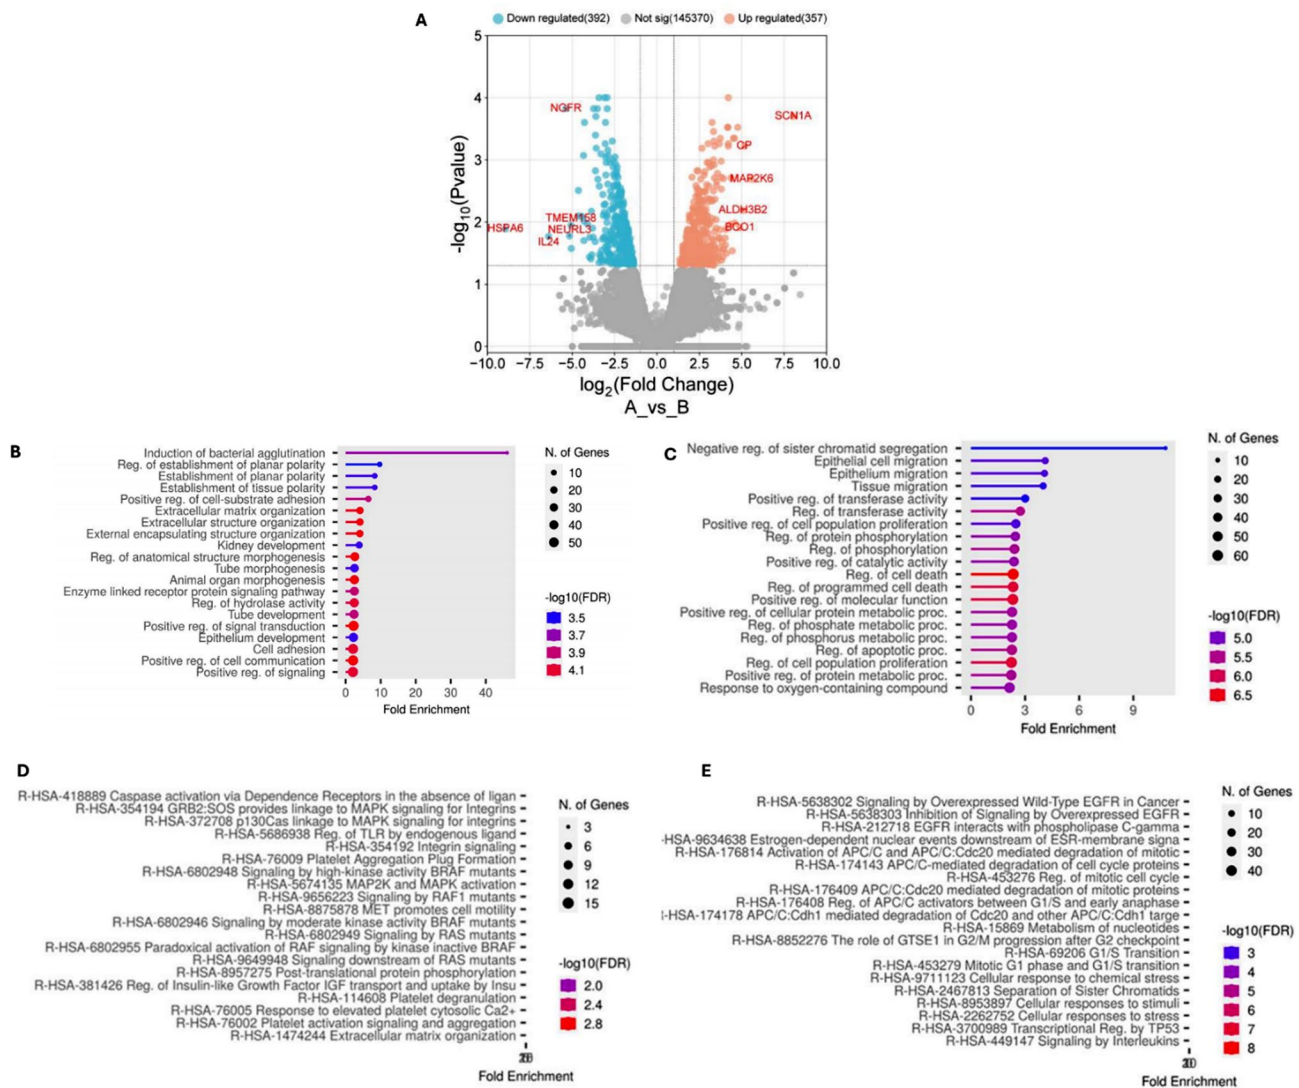 A
Down regulated(392) Not sig(145370) Up regulated(357)
5
4
3
2
1
0
-log10(Pvalue)
NGFR
SCN1A
CP
MAP2K6
ALDH3B2
BCO1
TMEM158
NEURL3
HSPA6
IL24
−10.0 −7.5 −5.0 −2.5 0.0 2.5 5.0 7.5 10.0
log2(Fold Change)
A_vs_B
B
Induction of bacterial agglutination
Reg. of establishment of planar polarity
Establishment of planar polarity
Establishment of tissue polarity
Positive reg. of cell-substrate adhesion
Extracellular matrix organization
Extracellular structure organization
External encapsulating structure organization
Kidney development
Reg. of anatomical structure morphogenesis
Tube morphogenesis
Animal organ morphogenesis
Enzyme linked receptor protein signaling pathway
Reg. of hydrolase activity
Tube development
Positive reg. of signal transduction
Epithelium development
Cell adhesion
Positive reg. of cell communication
Positive reg. of signaling
0 10 20 30 40
Fold Enrichment
N. of Genes
10
20
30
40
50
-log10(FDR)
3.5
3.7
3.9
4.1
C
Negative reg. of sister chromatid segregation
Epithelial cell migration
Epithelium migration
Tissue migration
Positive reg. of transferase activity
Reg. of transferase activity
Positive reg. of cell population proliferation
Reg. of protein phosphorylation
Reg. of phosphorylation
Positive reg. of catalytic activity
Reg. of cell death
Reg. of programmed cell death
Positive reg. of molecular function
Positive reg. of cellular protein metabolic proc.
Reg. of phosphate metabolic proc.
Reg. of phosphorus metabolic proc.
Reg. of apoptotic proc.
Reg. of cell population proliferation
Positive reg. of protein metabolic proc.
Response to oxygen-containing compound
0 3 6 9
Fold Enrichment
N. of Genes
10
20
30
40
50
60
-log10(FDR)
5.0
5.5
6.0
6.5
D
R-HSA-418889 Caspase activation via Dependence Receptors in the absence of ligan
R-HSA-354194 GRB2:SOS provides linkage to MAPK signaling for Integrins
R-HSA-372708 p130Cas linkage to MAPK signaling for integrins
R-HSA-5686938 Reg. of TLR by endogenous ligand
R-HSA-354192 Integrin signaling
R-HSA-76009 Platelet Aggregation Plug Formation
R-HSA-6802948 Signaling by high-kinase activity BRAF mutants
R-HSA-5674135 MAP2K and MAPK activation
R-HSA-9656223 Signaling by RAF1 mutants
R-HSA-8875878 MET promotes cell motility
R-HSA-6802946 Signaling by moderate kinase activity BRAF mutants
R-HSA-6802949 Signaling by RAS mutants
R-HSA-6802955 Paradoxical activation of RAF signaling by kinase inactive BRAF
R-HSA-9649948 Signaling downstream of RAS mutants
R-HSA-8957275 Post-translational protein phosphorylation
R-HSA-381426 Reg. of Insulin-like Growth Factor IGF transport and uptake by Insu
R-HSA-114608 Platelet degranulation
R-HSA-76005 Response to elevated platelet cytosolic Ca2+
R-HSA-76002 Platelet activation signaling and aggregation
R-HSA-1474244 Extracellular matrix organization
Fold Enrichment
N. of Genes
3
6
9
12
15
-log10(FDR)
2.0
2.4
2.8
E
R-HSA-5638302 Signaling by Overexpressed Wild-Type EGFR in Cancer
R-HSA-5638303 Inhibition of Signaling by Overexpressed EGFR
R-HSA-212718 EGFR interacts with phospholipase C-gamma
-HSA-9634638 Estrogen-dependent nuclear events downstream of ESR-membrane signa
R-HSA-176814 Activation of APC/C and APC/C:Cdc20 mediated degradation of mitotic
R-HSA-174143 APC/C-mediated degradation of cell cycle proteins
R-HSA-453276 Reg. of mitotic cell cycle
R-HSA-176409 APC/C:Cdc20 mediated degradation of mitotic proteins
R-HSA-176408 Reg. of APC/C activators between G1/S and early anaphase
-HSA-174178 APC/C:Cdh1 mediated degradation of Cdc20 and other APC/C:Cdh1 targe
R-HSA-15869 Metabolism of nucleotides
R-HSA-8852276 The role of GTSE1 in G2/M progression after G2 checkpoint
R-HSA-69206 G1/S Transition
R-HSA-453279 Mitotic G1 phase and G1/S transition
R-HSA-9711123 Cellular response to chemical stress
R-HSA-2467813 Separation of Sister Chromatids
R-HSA-8953897 Cellular responses to stimuli
R-HSA-2262752 Cellular responses to stress
R-HSA-3700989 Transcriptional Reg. by TP53
R-HSA-449147 Signaling by Interleukins
Fold Enrichment
N. of Genes
10
20
30
40
-log10(FDR)
3
4
5
6
7
8